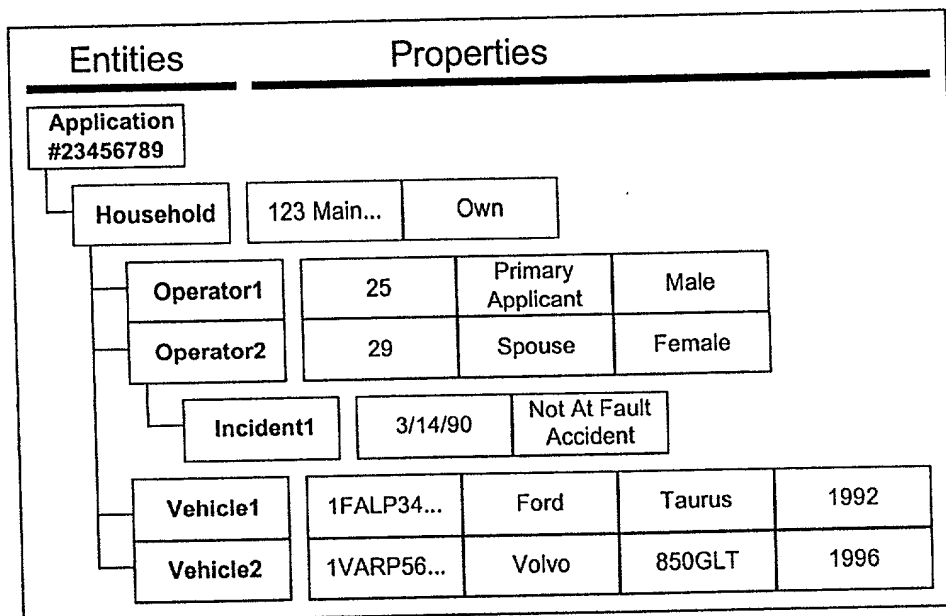 Entities Properties
Application
#23456789
Household 123 Main... Own
Operator1 25 Primary Applicant Male
Operator2 29 Spouse Female
Incident1 3/14/90 Not At Fault Accident
Vehicle1 1FALP34... Ford Taurus 1992
Vehicle2 1VARP56... Volvo 850GLT 1996